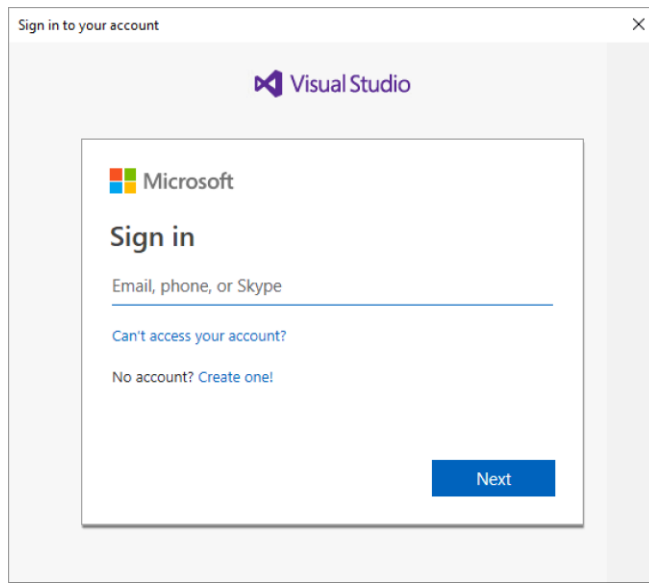 Sign in to your account
Visual Studio
Microsoft
Sign in
Email, phone, or Skype
Can't access your account?
No account? Create one!
Next